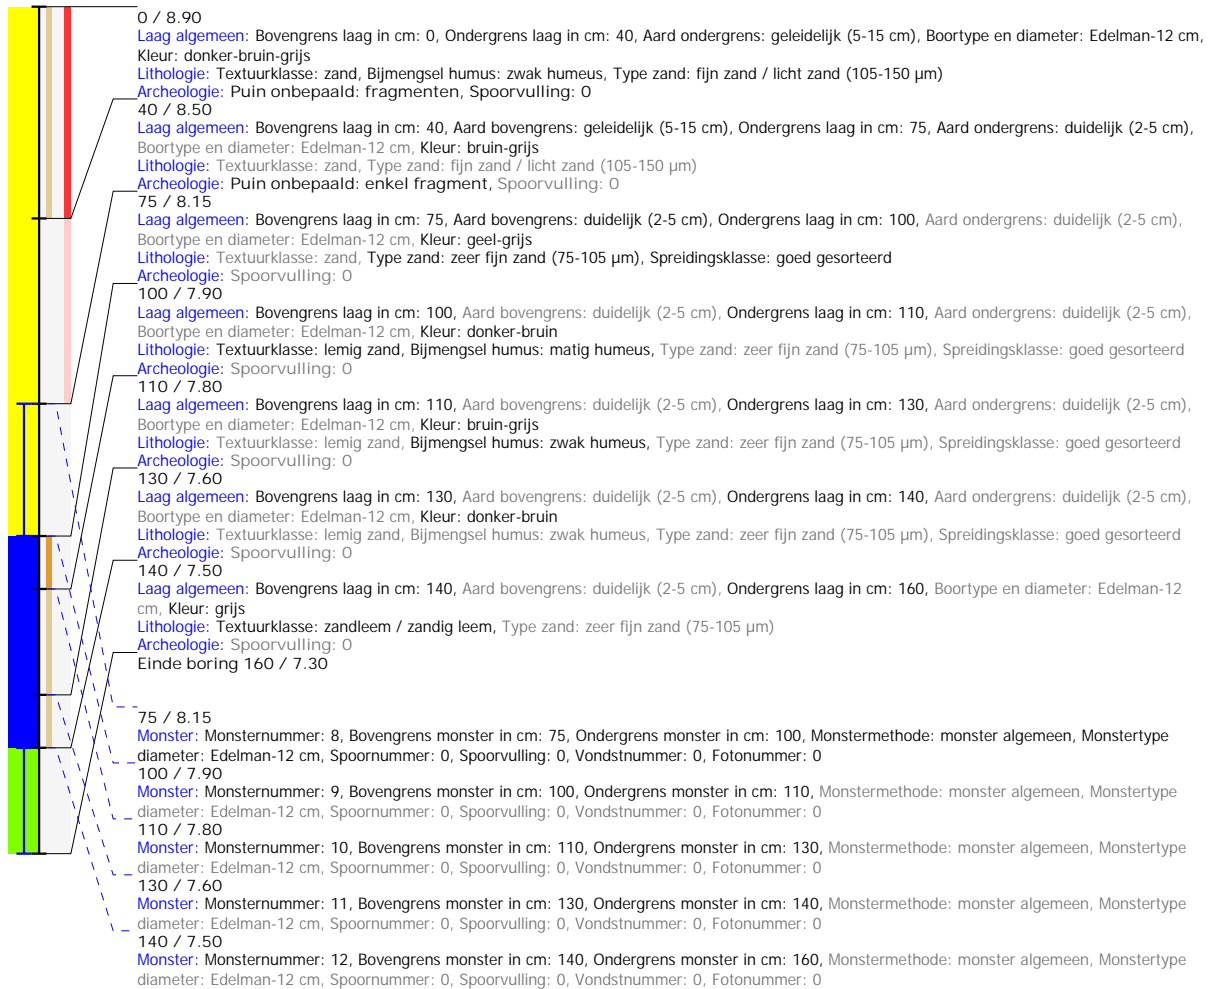 0 / 8.90
Laag algemeen: Bovengrens laag in cm: 0, Ondergrens laag in cm: 40, Aard ondergrens: geleidelijk (5-15 cm), Boortype en diameter: Edelman-12 cm,
Kleur: donker-bruin-grijs
Lithologie: Textuurklasse: zand, Bijmengsel humus: zwak humeus, Type zand: fijn zand / licht zand (105-150 µm)
Archeologie: Puin onbepaald: fragmenten, Spoorvulling: 0
40 / 8.50
Laag algemeen: Bovengrens laag in cm: 40, Aard bovengrens: geleidelijk (5-15 cm), Ondergrens laag in cm: 75, Aard ondergrens: duidelijk (2-5 cm),
Boortype en diameter: Edelman-12 cm, Kleur: bruin-grijs
Lithologie: Textuurklasse: zand, Type zand: fijn zand / licht zand (105-150 µm)
Archeologie: Puin onbepaald: enkel fragment, Spoorvulling: 0
75 / 8.15
Laag algemeen: Bovengrens laag in cm: 75, Aard bovengrens: duidelijk (2-5 cm), Ondergrens laag in cm: 100, Aard ondergrens: duidelijk (2-5 cm),
Boortype en diameter: Edelman-12 cm, Kleur: geel-grijs
Lithologie: Textuurklasse: zand, Type zand: zeer fijn zand (75-105 µm), Spreidingsklasse: goed gesorteerd
Archeologie: Spoorvulling: 0
100 / 7.90
Laag algemeen: Bovengrens laag in cm: 100, Aard bovengrens: duidelijk (2-5 cm), Ondergrens laag in cm: 110, Aard ondergrens: duidelijk (2-5 cm),
Boortype en diameter: Edelman-12 cm, Kleur: donker-bruin
Lithologie: Textuurklasse: lemig zand, Bijmengsel humus: matig humeus, Type zand: zeer fijn zand (75-105 µm), Spreidingsklasse: goed gesorteerd
Archeologie: Spoorvulling: 0
110 / 7.80
Laag algemeen: Bovengrens laag in cm: 110, Aard bovengrens: duidelijk (2-5 cm), Ondergrens laag in cm: 130, Aard ondergrens: duidelijk (2-5 cm),
Boortype en diameter: Edelman-12 cm, Kleur: bruin-grijs
Lithologie: Textuurklasse: lemig zand, Bijmengsel humus: zwak humeus, Type zand: zeer fijn zand (75-105 µm), Spreidingsklasse: goed gesorteerd
Archeologie: Spoorvulling: 0
130 / 7.60
Laag algemeen: Bovengrens laag in cm: 130, Aard bovengrens: duidelijk (2-5 cm), Ondergrens laag in cm: 140, Aard ondergrens: duidelijk (2-5 cm),
Boortype en diameter: Edelman-12 cm, Kleur: donker-bruin
Lithologie: Textuurklasse: lemig zand, Bijmengsel humus: zwak humeus, Type zand: zeer fijn zand (75-105 µm), Spreidingsklasse: goed gesorteerd
Archeologie: Spoorvulling: 0
140 / 7.50
Laag algemeen: Bovengrens laag in cm: 140, Aard bovengrens: duidelijk (2-5 cm), Ondergrens laag in cm: 160, Boortype en diameter: Edelman-12
cm, Kleur: grijs
Lithologie: Textuurklasse: zandleem / zandig leem, Type zand: zeer fijn zand (75-105 µm)
Archeologie: Spoorvulling: 0
Einde boring 160 / 7.30
75 / 8.15
Monster: Monsternummer: 8, Bovengrens monster in cm: 75, Ondergrens monster in cm: 100, Monstermethode: monster algemeen, Monstertype
diameter: Edelman-12 cm, Spoornummer: 0, Spoorvulling: 0, Vondstnummer: 0, Fotonummer: 0
100 / 7.90
Monster: Monsternummer: 9, Bovengrens monster in cm: 100, Ondergrens monster in cm: 110, Monstermethode: monster algemeen, Monstertype
diameter: Edelman-12 cm, Spoornummer: 0, Spoorvulling: 0, Vondstnummer: 0, Fotonummer: 0
110 / 7.80
Monster: Monsternummer: 10, Bovengrens monster in cm: 110, Ondergrens monster in cm: 130, Monstermethode: monster algemeen, Monstertype
diameter: Edelman-12 cm, Spoornummer: 0, Spoorvulling: 0, Vondstnummer: 0, Fotonummer: 0
130 / 7.60
Monster: Monsternummer: 11, Bovengrens monster in cm: 130, Ondergrens monster in cm: 140, Monstermethode: monster algemeen, Monstertype
diameter: Edelman-12 cm, Spoornummer: 0, Spoorvulling: 0, Vondstnummer: 0, Fotonummer: 0
140 / 7.50
Monster: Monsternummer: 12, Bovengrens monster in cm: 140, Ondergrens monster in cm: 160, Monstermethode: monster algemeen, Monstertype
diameter: Edelman-12 cm, Spoornummer: 0, Spoorvulling: 0, Vondstnummer: 0, Fotonummer: 0